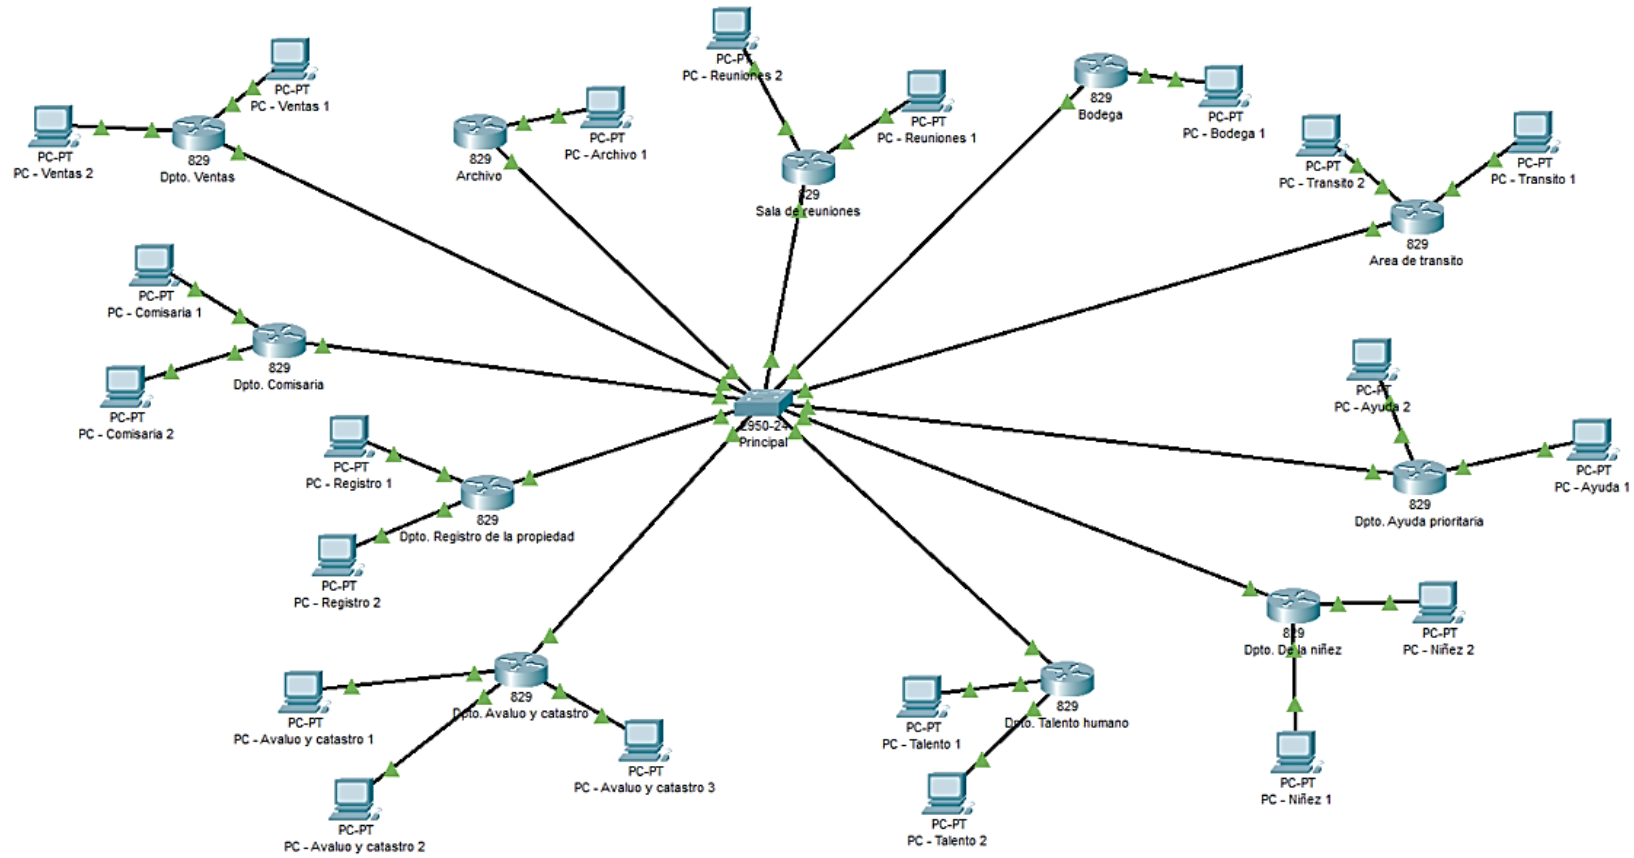 PC-PT
PC - Reuniones 2
PC-PT
PC - Ventas 1
PC-PT
PC - Ventas 2
829
Dpto. Ventas
829
Archivo
PC-PT
PC - Archivo 1
PC-PT
PC - Reuniones 1
829
Sala de reuniones
829
Bodega
PC-PT
PC - Bodega 1
PC-PT
PC - Transito 2
PC-PT
PC - Transito 1
829
Area de transito
PC-PT
PC - Comisaria 1
829
Dpto. Comisaria
PC-PT
PC - Comisaria 2
2950-24
Principal
PC-PT
PC - Ayuda 2
PC-PT
PC - Ayuda 1
829
Dpto. Ayuda prioritaria
PC-PT
PC - Registro 1
829
Dpto. Registro de la propiedad
PC-PT
PC - Registro 2
829
Dpto. De la niñez
PC-PT
PC - Niñez 2
PC-PT
PC - Niñez 1
829
Dpto. Avaluo y catastro
PC-PT
PC - Avaluo y catastro 1
PC-PT
PC - Avaluo y catastro 3
PC-PT
PC - Avaluo y catastro 2
829
Dpto. Talento humano
PC-PT
PC - Talento 1
PC-PT
PC - Talento 2